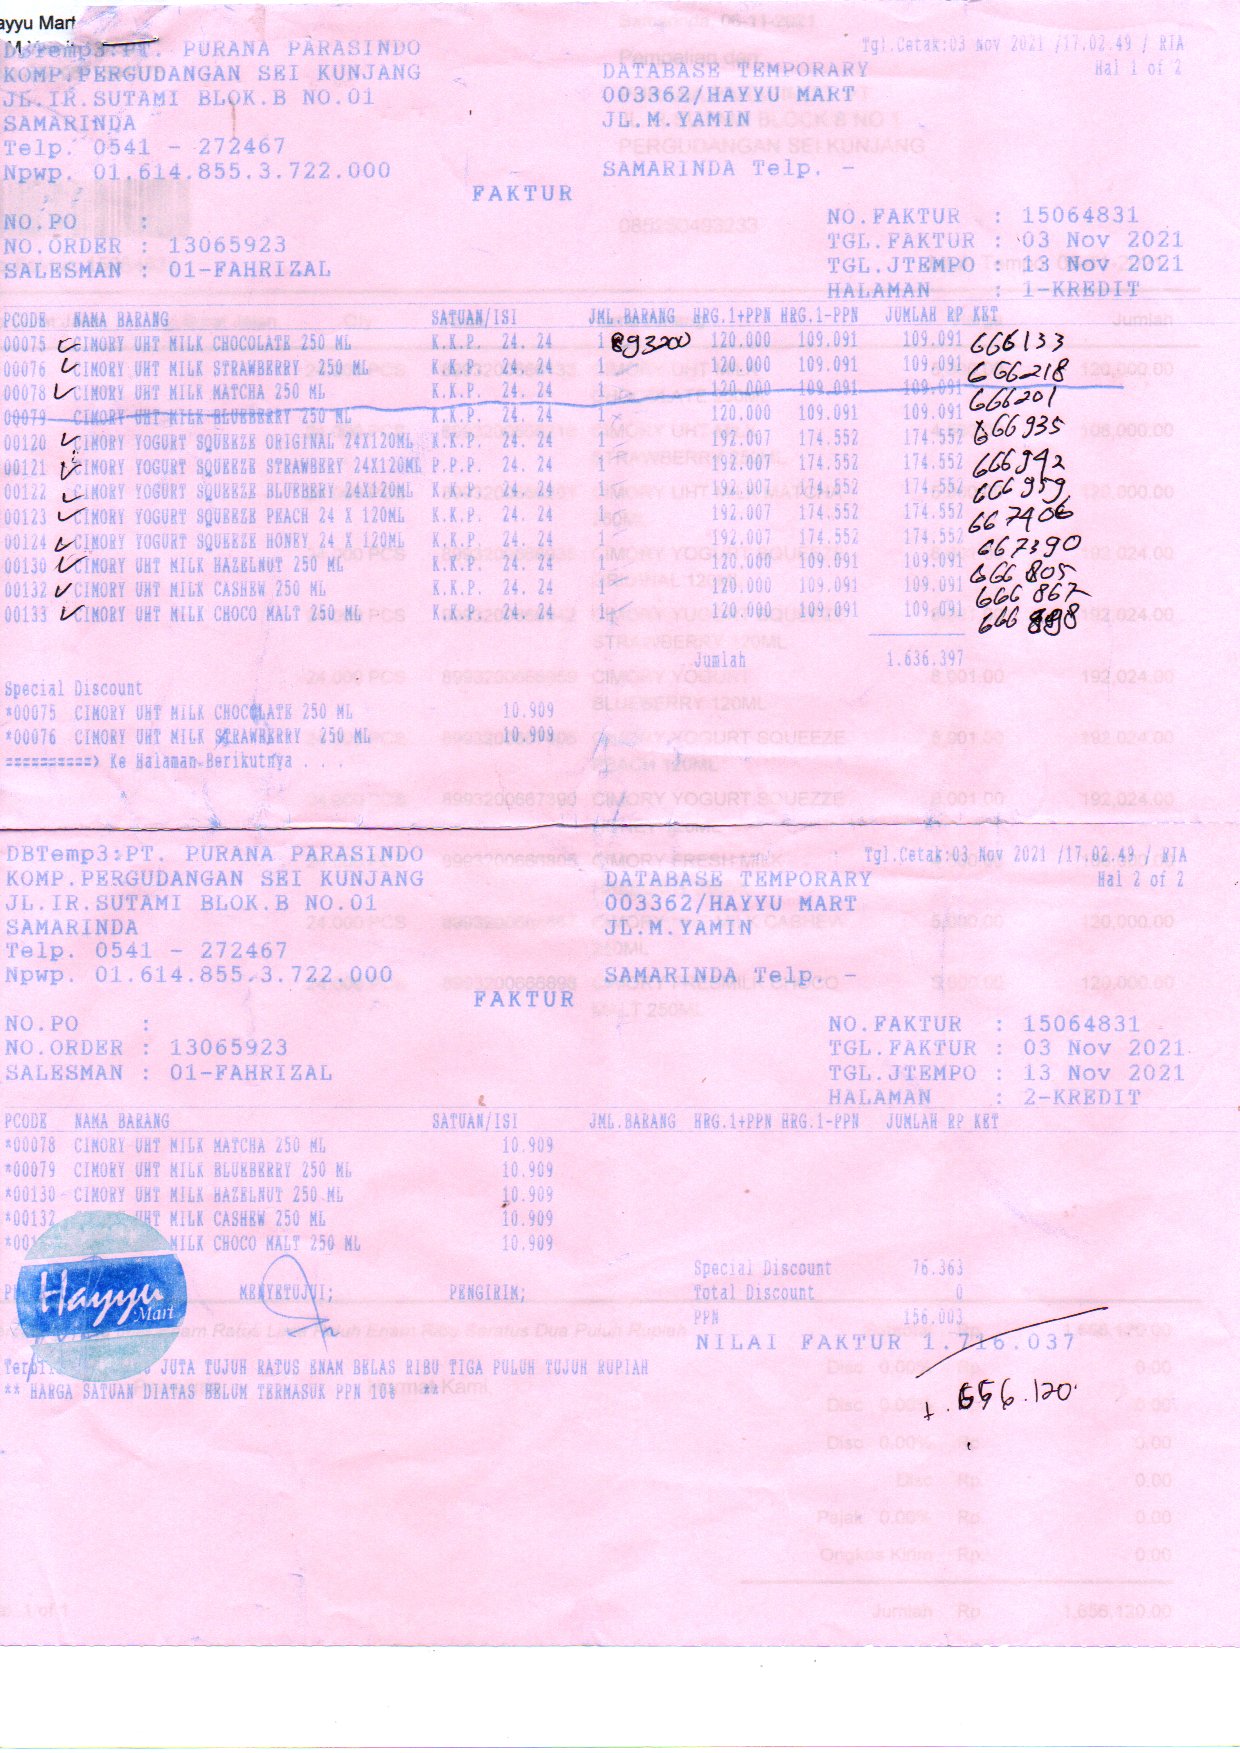 ayyu Mart
DBTemp3:PT. PURANA PARASINDO
Tgl.Cetak:03 Nov 2021 /17.02.49 / RIA
KOMP.PERGUDANGAN SEI KUNJANG
DATABASE TEMPORARY
Hal 1 of 2
JL.IR.SUTAMI BLOK.B NO.01
003362/HAYYU MART
SAMARINDA
JL.M.YAMIN
Telp. 0541 - 272467
Npwp. 01.614.855.3.722.000
SAMARINDA Telp. -
FAKTUR
NO.PO :
NO.FAKTUR : 15064831
NO.ORDER : 13065923
TGL.FAKTUR : 03 Nov 2021
SALESMAN : 01-FAHRIZAL
TGL.JTEMPO : 13 Nov 2021
HALAMAN : 1-KREDIT
PCODE NAMA BARANG SATUAN/ISI JML.BARANG HRG.1+PPN HRG.1-PPN JUMLAH RP KET
00075 CIMORY UHT MILK CHOCOLATE 250 ML K.K.P. 24. 24 1 893200 120.000 109.091 109.091 666133
00076 CIMORY UHT MILK STRAWBERRY 250 ML K.K.P. 24. 24 1 120.000 109.091 109.091 666218
00078 CIMORY UHT MILK MATCHA 250 ML K.K.P. 24. 24 1 120.000 109.091 109.091 666201
00079 CIMORY UHT MILK BLUEBERRY 250 ML K.K.P. 24. 24 1 120.000 109.091 109.091
00120 CIMORY YOGURT SQUEEZE ORIGINAL 24X120ML K.K.P. 24. 24 1 192.007 174.552 174.552 666935
00121 CIMORY YOGURT SQUEEZE STRAWBERY 24X120ML P.P.P. 24. 24 1 192.007 174.552 174.552 666942
00122 CIMORY YOGURT SQUEEZE BLUEBERY 24X120ML K.K.P. 24. 24 1 192.007 174.552 174.552 666959
00123 CIMORY YOGURT SQUEEZE PEACH 24 X 120ML K.K.P. 24. 24 1 192.007 174.552 174.552 667406
00124 CIMORY YOGURT SQUEEZE HONEY 24 X 120ML K.K.P. 24. 24 1 192.007 174.552 174.552 667390
00130 CIMORY UHT MILK HAZELNUT 250 ML K.K.P. 24. 24 1 120.000 109.091 109.091 666805
00132 CIMORY UHT MILK CASHEW 250 ML K.K.P. 24. 24 1 120.000 109.091 109.091 666867
00133 CIMORY UHT MILK CHOCO MALT 250 ML K.K.P. 24. 24 1 120.000 109.091 109.091 666898
Jumlah 1.636.397
Special Discount
*00075 CIMORY UHT MILK CHOCOLATE 250 ML 10.909
*00076 CIMORY UHT MILK STRAWBERRY 250 ML 10.909
==========> Ke Halaman Berikutnya . . .
DBTemp3:PT. PURANA PARASINDO
Tgl.Cetak:03 Nov 2021 /17.02.49 / RIA
KOMP.PERGUDANGAN SEI KUNJANG
DATABASE TEMPORARY
Hal 2 of 2
JL.IR.SUTAMI BLOK.B NO.01
003362/HAYYU MART
SAMARINDA
JL.M.YAMIN
Telp. 0541 - 272467
Npwp. 01.614.855.3.722.000
SAMARINDA Telp. -
FAKTUR
NO.PO :
NO.FAKTUR : 15064831
NO.ORDER : 13065923
TGL.FAKTUR : 03 Nov 2021
SALESMAN : 01-FAHRIZAL
TGL.JTEMPO : 13 Nov 2021
HALAMAN : 2-KREDIT
PCODE NAMA BARANG SATUAN/ISI JML.BARANG HRG.1+PPN HRG.1-PPN JUMLAH RP KET
*00078 CIMORY UHT MILK MATCHA 250 ML 10.909
*00079 CIMORY UHT MILK BLUEBERRY 250 ML 10.909
*00130 CIMORY UHT MILK HAZELNUT 250 ML 10.909
*00132 UHT MILK CASHEW 250 ML 10.909
MILK CHOCO MALT 250 ML 10.909
Special Discount 76.363
Hayyu Mart
MENYETUJUI; PENGIRIM;
Total Discount 0
PPN 156.003
NILAI FAKTUR 1.716.037
JUTA TUJUH RATUS ENAM BELAS RIBU TIGA PULUH TUJUH RUPIAH
** HARGA SATUAN DIATAS BELUM TERMASUK PPN 10% **
1.656.120